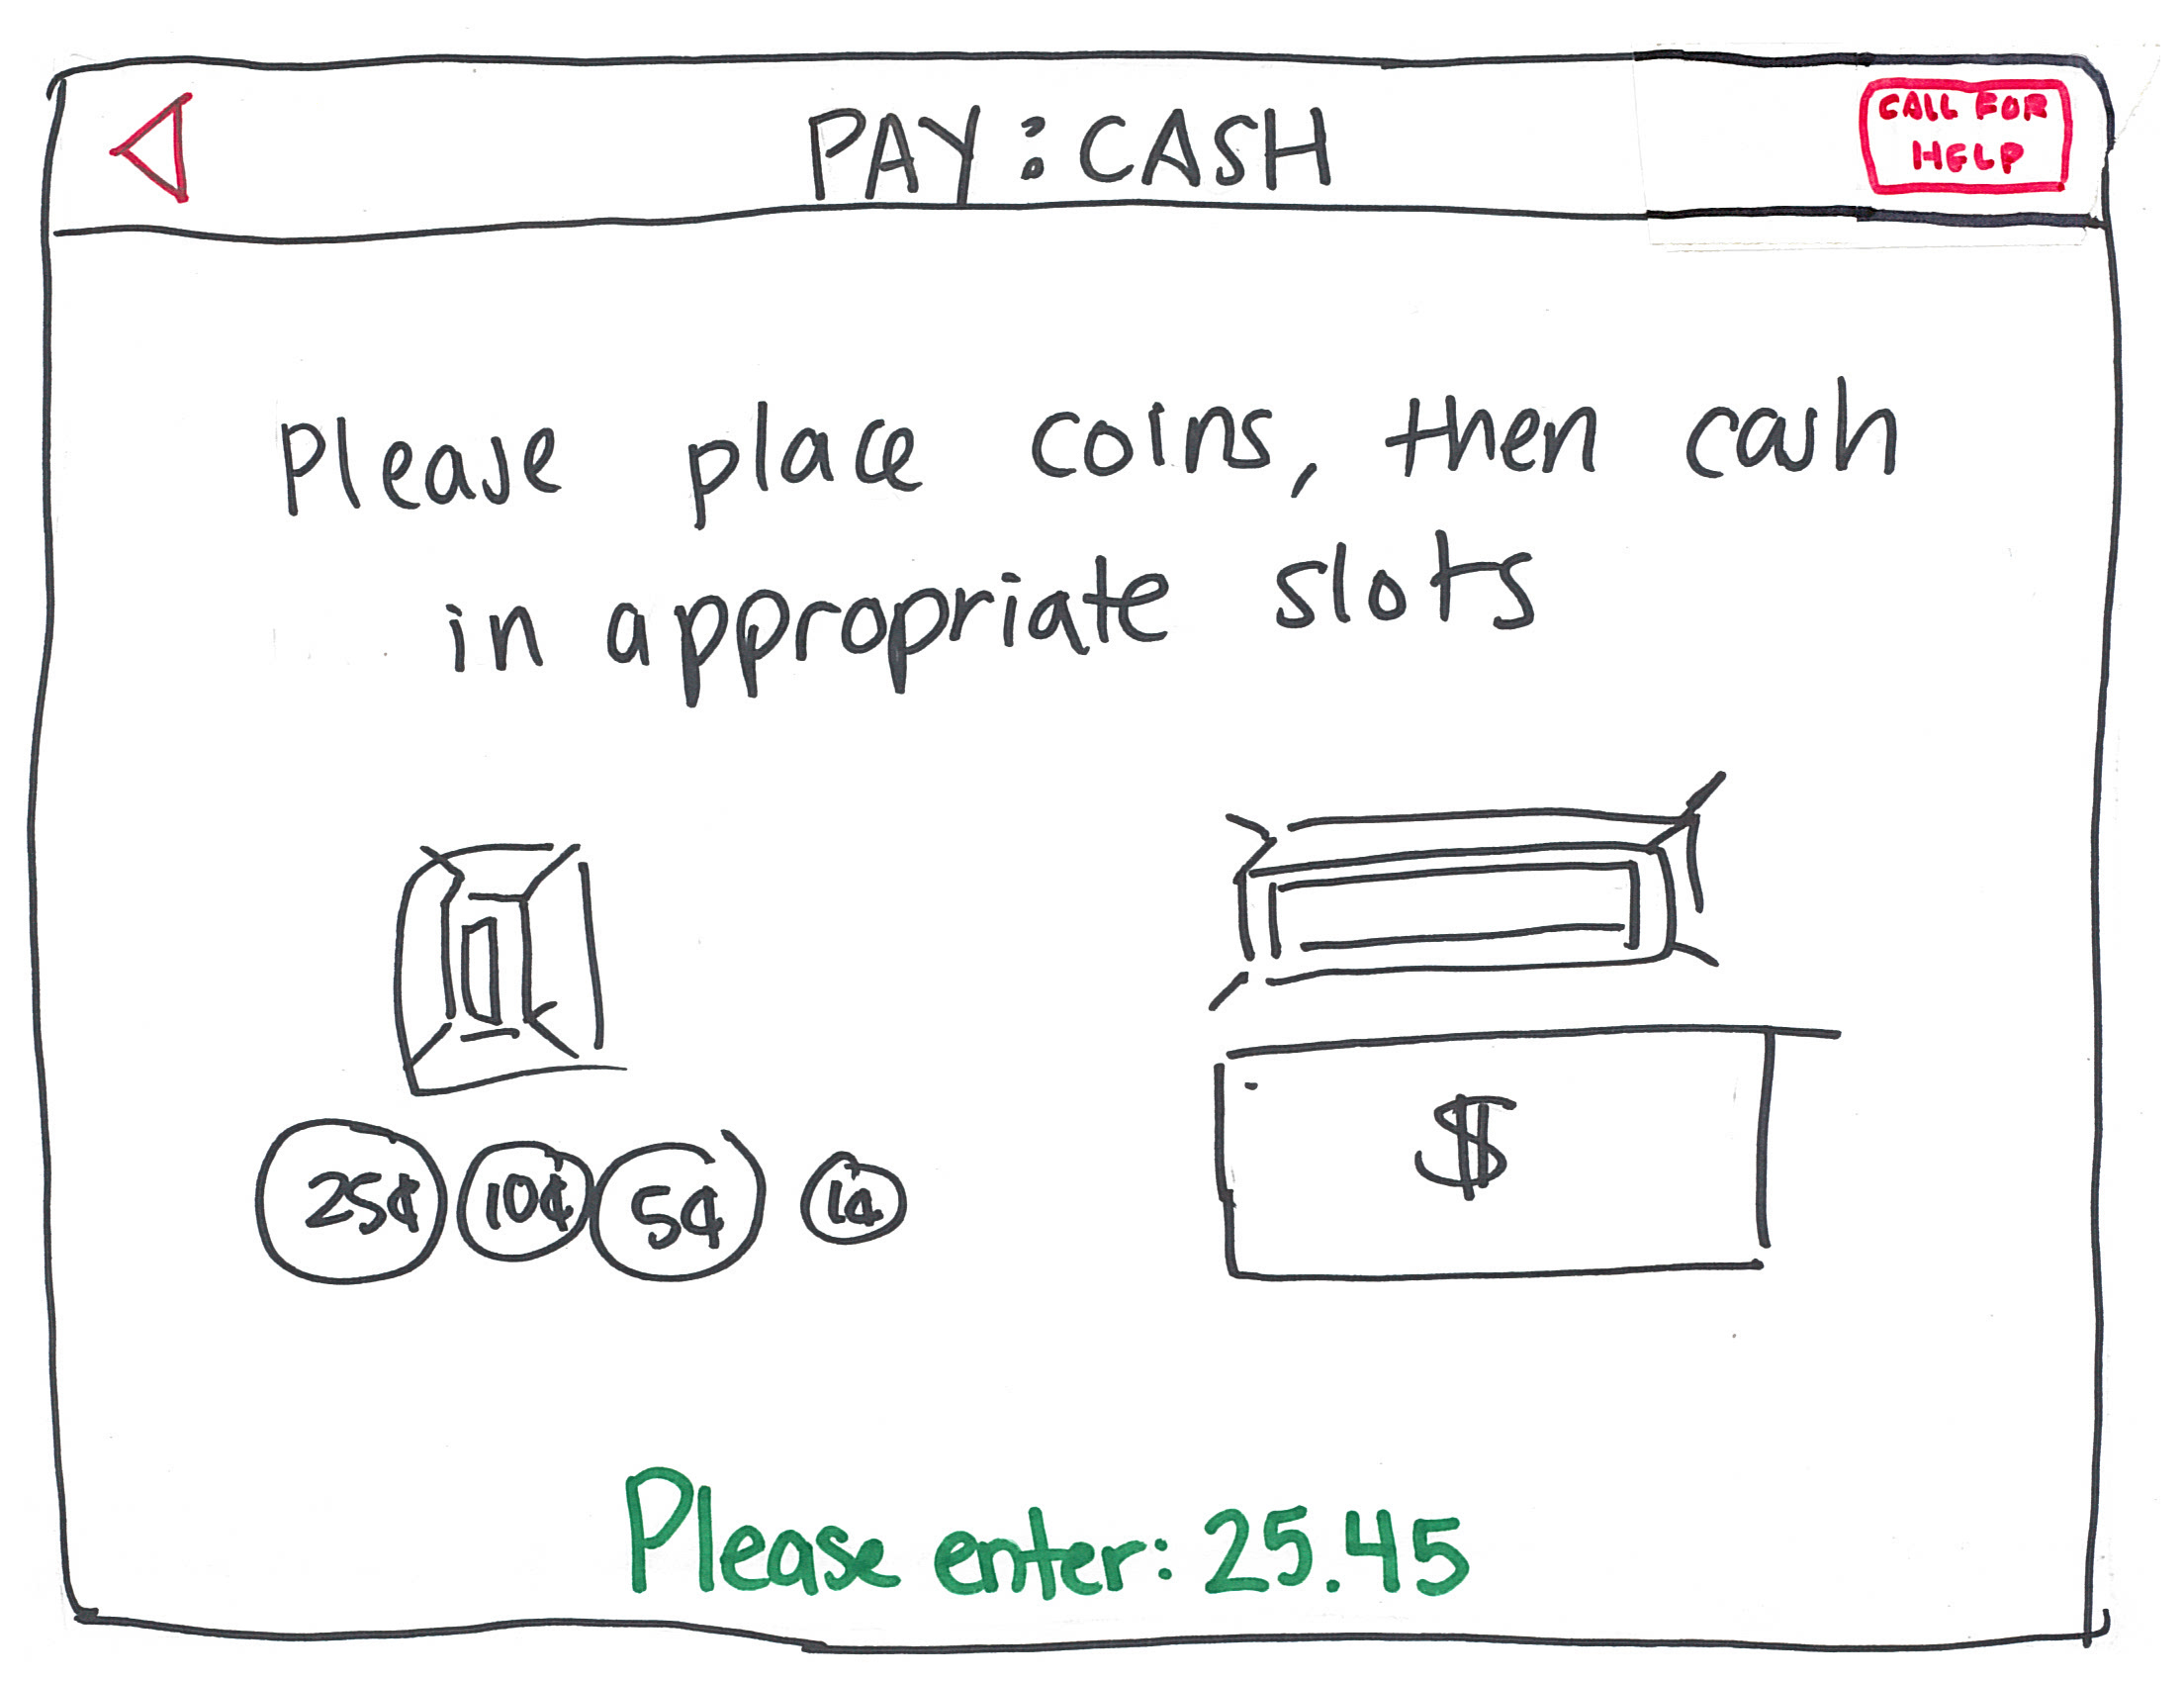 PAY: CASH
CALL FOR
HELP
Please place coins, then cash
in appropriate slots
25¢ 10¢ 5¢ 1¢
$
Please enter: 25.45